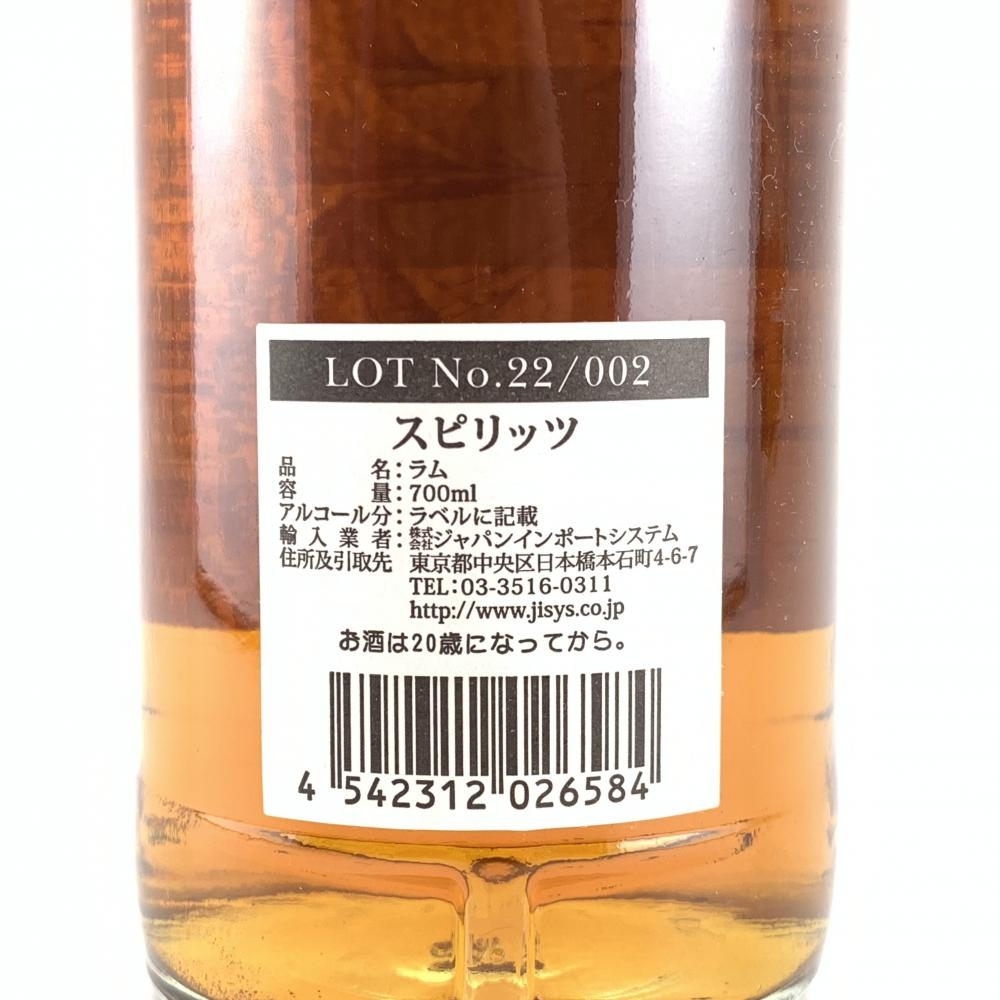 LOT No.22/002
スピリッツ
品名：ラム
容量：700ml
アルコール分：ラベルに記載
輸入業者：株式会社ジャパンインポートシステム
住所及引取先 東京都中央区日本橋本石町4-6-7
TEL：03-3516-0311
http://www.jisys.co.jp
お酒は20歳になってから。
4 542312 026584